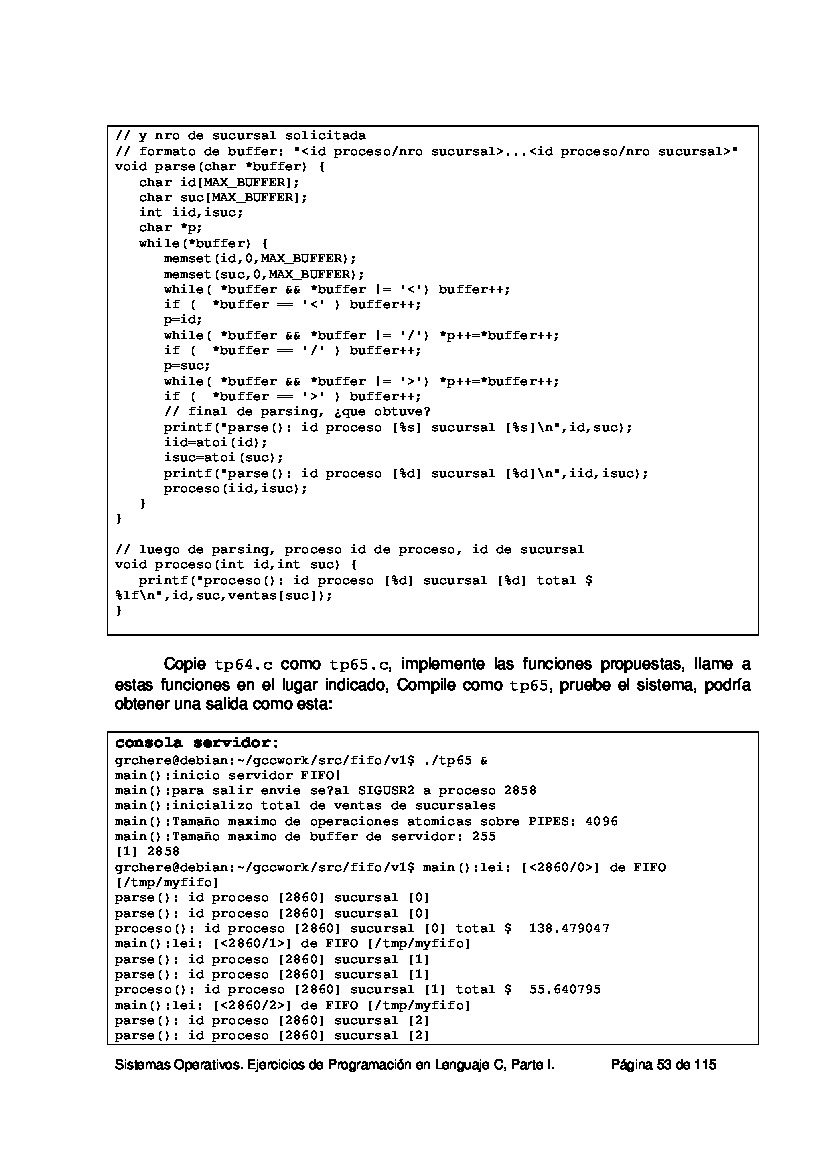 // y nro de sucursal solicitada
// formato de buffer: "<id proceso/nro sucursal>...<id proceso/nro sucursal>"
void parse(char *buffer) {
   char id[MAX_BUFFER];
   char suc[MAX_BUFFER];
   int iid,isuc;
   char *p;
   while(*buffer) {
      memset(id,0,MAX_BUFFER);
      memset(suc,0,MAX_BUFFER);
      while( *buffer && *buffer != '<') buffer++;
      if (  *buffer == '<' ) buffer++;
      p=id;
      while( *buffer && *buffer != '/') *p++=*buffer++;
      if (  *buffer == '/' ) buffer++;
      p=suc;
      while( *buffer && *buffer != '>') *p++=*buffer++;
      if (  *buffer == '>' ) buffer++;
      // final de parsing, ¿que obtuve?
      printf("parse(): id proceso [%s] sucursal [%s]\n",id,suc);
      iid=atoi(id);
      isuc=atoi(suc);
      printf("parse(): id proceso [%d] sucursal [%d]\n",iid,isuc);
      proceso(iid,isuc);
   }
}

// luego de parsing, proceso id de proceso, id de sucursal
void proceso(int id,int suc) {
   printf("proceso(): id proceso [%d] sucursal [%d] total $
%lf\n",id,suc,ventas[suc]);
}

Copie tp64.c como tp65.c, implemente las funciones propuestas, llame a
estas funciones en el lugar indicado, Compile como tp65, pruebe el sistema, podría
obtener una salida como esta:

consola servidor:
grchere@debian:~/gccwork/src/fifo/v1$ ./tp65 &
main():inicio servidor FIFO!
main():para salir envie se?al SIGUSR2 a proceso 2858
main():inicializo total de ventas de sucursales
main():Tamaño maximo de operaciones atomicas sobre PIPES: 4096
main():Tamaño maximo de buffer de servidor: 255
[1] 2858
grchere@debian:~/gccwork/src/fifo/v1$ main():lei: [<2860/0>] de FIFO
[/tmp/myfifo]
parse(): id proceso [2860] sucursal [0]
parse(): id proceso [2860] sucursal [0]
proceso(): id proceso [2860] sucursal [0] total $  138.479047
main():lei: [<2860/1>] de FIFO [/tmp/myfifo]
parse(): id proceso [2860] sucursal [1]
parse(): id proceso [2860] sucursal [1]
proceso(): id proceso [2860] sucursal [1] total $  55.640795
main():lei: [<2860/2>] de FIFO [/tmp/myfifo]
parse(): id proceso [2860] sucursal [2]
parse(): id proceso [2860] sucursal [2]
Sistemas Operativos. Ejercicios de Programación en Lenguaje C, Parte I. Página 53 de 115